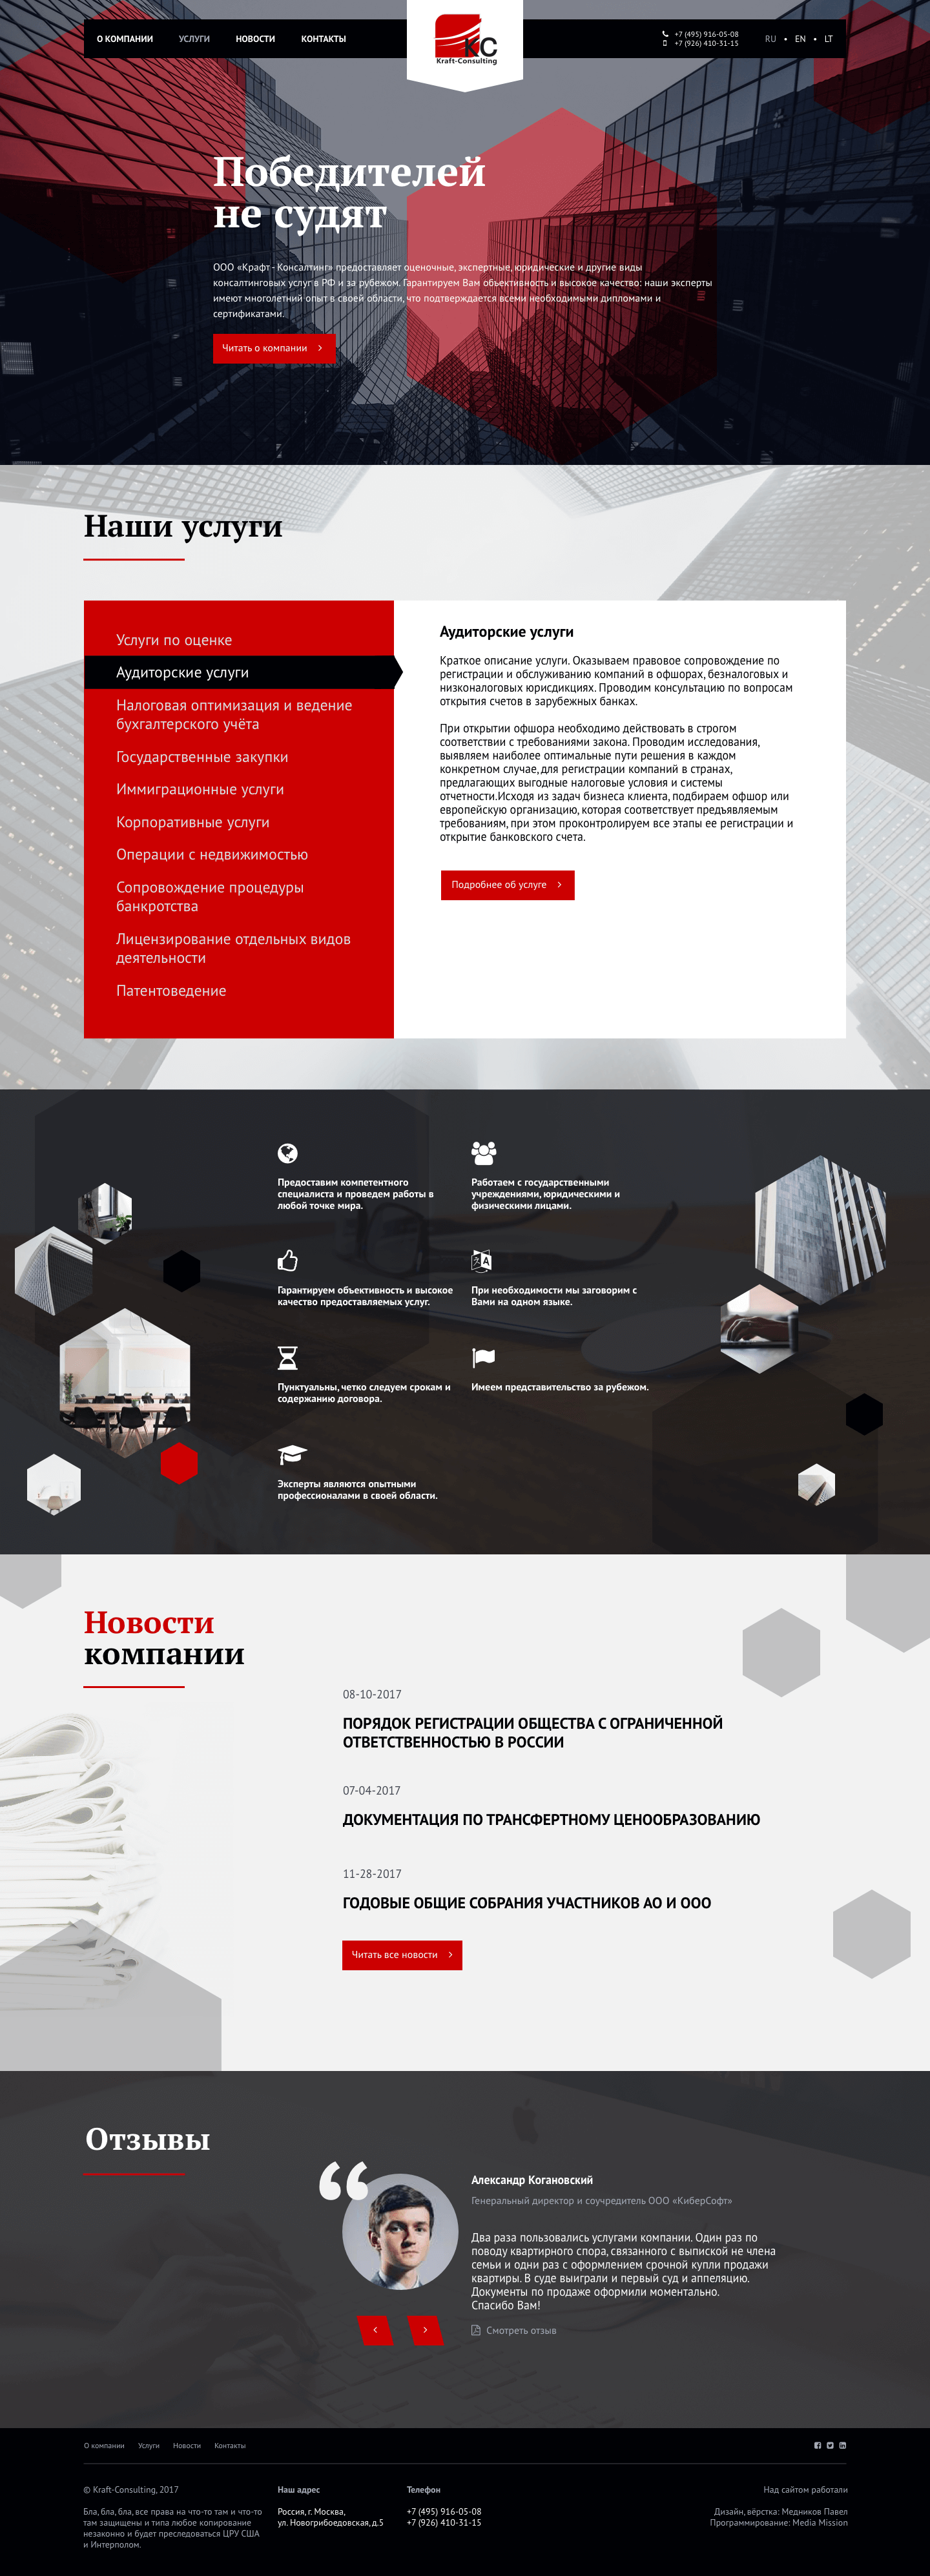 О КОМПАНИИ
УСЛУГИ
НОВОСТИ
КОНТАКТЫ
КС
Kraft-Consulting
+7 (495) 916-05-08
+7 (926) 410-31-15
RU • EN • LT
Победителей
не судят
ООО «Крафт - Консалтинг» предоставляет оценочные, экспертные, юридические и другие виды
консалтинговых услуг в РФ и за рубежом. Гарантируем Вам объективность и высокое качество: наши эксперты
имеют многолетний опыт в своей области, что подтверждается всеми необходимыми дипломами и
сертификатами.
Читать о компании
Наши услуги
Услуги по оценке
Аудиторские услуги
Налоговая оптимизация и ведение
бухгалтерского учёта
Государственные закупки
Иммиграционные услуги
Корпоративные услуги
Операции с недвижимостью
Сопровождение процедуры
банкротства
Лицензирование отдельных видов
деятельности
Патентоведение
Аудиторские услуги
Краткое описание услуги. Оказываем правовое сопровождение по
регистрации и обслуживанию компаний в офшорах, безналоговых и
низконалоговых юрисдикциях. Проводим консультацию по вопросам
открытия счетов в зарубежных банках.
При открытии офшора необходимо действовать в строгом
соответствии с требованиями закона. Проводим исследования,
выявляем наиболее оптимальные пути решения в каждом
конкретном случае, для регистрации компаний в странах,
предлагающих выгодные налоговые условия и системы
отчетности.Исходя из задач бизнеса клиента, подбираем офшор или
европейскую организацию, которая соответствует предъявляемым
требованиям, при этом проконтролируем все этапы ее регистрации и
открытие банковского счета.
Подробнее об услуге
Предоставим компетентного
специалиста и проведем работы в
любой точке мира.
Работаем с государственными
учреждениями, юридическими и
физическими лицами.
Гарантируем объективность и высокое
качество предоставляемых услуг.
При необходимости мы заговорим с
Вами на одном языке.
Пунктуальны, четко следуем срокам и
содержанию договора.
Имеем представительство за рубежом.
Эксперты являются опытными
профессионалами в своей области.
Новости
компании
08-10-2017
ПОРЯДОК РЕГИСТРАЦИИ ОБЩЕСТВА С ОГРАНИЧЕННОЙ
ОТВЕТСТВЕННОСТЬЮ В РОССИИ
07-04-2017
ДОКУМЕНТАЦИЯ ПО ТРАНСФЕРТНОМУ ЦЕНООБРАЗОВАНИЮ
11-28-2017
ГОДОВЫЕ ОБЩИЕ СОБРАНИЯ УЧАСТНИКОВ АО И ООО
Читать все новости
Отзывы
“
Александр Когановский
Генеральный директор и соучредитель ООО «КиберСофт»
Два раза пользовались услугами компании. Один раз по
поводу квартирного спора, связанного с выпиской не члена
семьи и один раз с оформлением срочной купли продажи
квартиры. В суде выиграли и первый суд и аппеляцию.
Документы по продаже оформили моментально.
Спасибо Вам!
Смотреть отзыв
О компании
Услуги
Новости
Контакты
© Kraft-Consulting, 2017
Бла, бла, бла, все права на что-то там и что-то
там защищены и типа любое копирование
незаконно и будет преследоваться ЦРУ США
и Интерполом.
Наш адрес
Россия, г. Москва,
ул. Новогрибоедовская, д.5
Телефон
+7 (495) 916-05-08
+7 (926) 410-31-15
Над сайтом работали
Дизайн, вёрстка: Медников Павел
Программирование: Media Mission